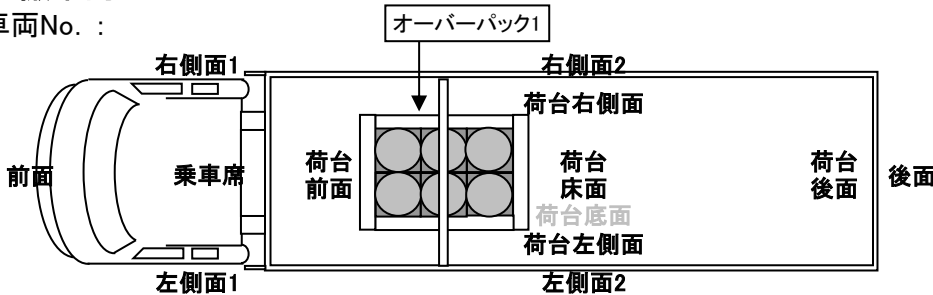 車両No.：
オーバーパック1
右側面1
右側面2
荷台右側面
前面
乗車席
荷台
前面
荷台
床面
荷台
後面
後面
荷台底面
荷台左側面
左側面1
左側面2